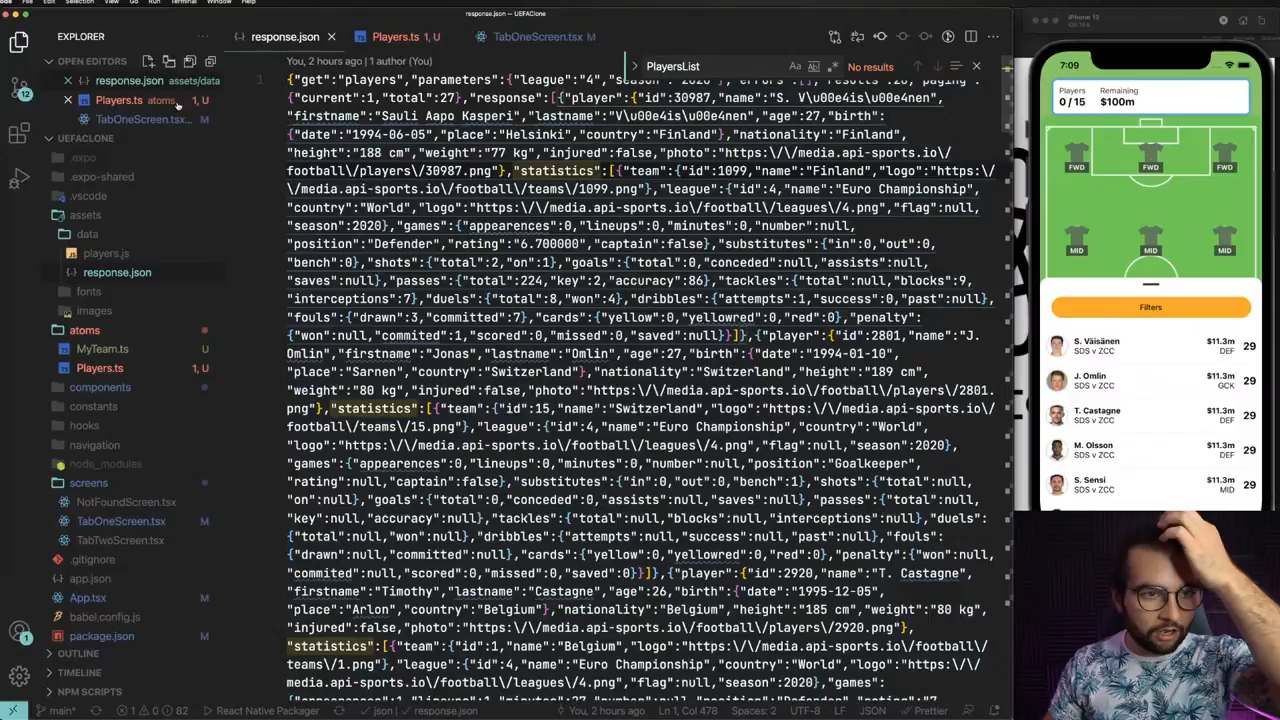 File Edit Selection View Go Run Terminal Window Help
response.json — UEFAClone
EXPLORER
response.json
Players.ts 1, U
TabOneScreen.tsx M
OPEN EDITORS
response.json assets/data
Players.ts atoms 1, U
TabOneScreen.tsx... M
UEFACLONE
.expo
.expo-shared
.vscode
assets
data
players.js
response.json
fonts
images
atoms
MyTeam.ts U
Players.ts 1, U
components
constants
hooks
navigation
node_modules
screens
NotFoundScreen.tsx
TabOneScreen.tsx M
TabTwoScreen.tsx
.gitignore
app.json
App.tsx M
babel.config.js
package.json M
OUTLINE
TIMELINE
NPM SCRIPTS
12
1
You, 2 hours ago | 1 author (You)
PlayersList
Aa
No results
1
{"get":"players","parameters":{"league":"4",
{"current":1,"total":27},"response":[{"player":{"id":30987,"name":"S. V\u00e4is\u00e4nen",
"firstname":"Sauli Aapo Kasperi","lastname":"V\u00e4is\u00e4nen","age":27,"birth":
{"date":"1994-06-05","place":"Helsinki","country":"Finland"},"nationality":"Finland",
"height":"188 cm","weight":"77 kg","injured":false,"photo":"https:\/\/media.api-sports.io\/
football\/players\/30987.png"},"statistics":[{"team":{"id":1099,"name":"Finland","logo":"https:\/
\/media.api-sports.io\/football\/teams\/1099.png"},"league":{"id":4,"name":"Euro Championship",
"country":"World","logo":"https:\/\/media.api-sports.io\/football\/leagues\/4.png","flag":null,
"season":2020},"games":{"appearences":0,"lineups":0,"minutes":0,"number":null,
"position":"Defender","rating":"6.700000","captain":false},"substitutes":{"in":0,"out":0,
"bench":0},"shots":{"total":2,"on":1},"goals":{"total":0,"conceded":null,"assists":null,
"saves":null},"passes":{"total":224,"key":2,"accuracy":86},"tackles":{"total":null,"blocks":9,
"interceptions":7},"duels":{"total":8,"won":4},"dribbles":{"attempts":1,"success":0,"past":null},
"fouls":{"drawn":3,"committed":7},"cards":{"yellow":0,"yellowred":0,"red":0},"penalty":
{"won":null,"commited":1,"scored":0,"missed":0,"saved":null}}]},{"player":{"id":2801,"name":"J.
Omlin","firstname":"Jonas","lastname":"Omlin","age":27,"birth":{"date":"1994-01-10",
"place":"Sarnen","country":"Switzerland"},"nationality":"Switzerland","height":"189 cm",
"weight":"80 kg","injured":false,"photo":"https:\/\/media.api-sports.io\/football\/players\/2801.
png"},"statistics":[{"team":{"id":15,"name":"Switzerland","logo":"https:\/\/media.api-sports.io\/
football\/teams\/15.png"},"league":{"id":4,"name":"Euro Championship","country":"World",
"logo":"https:\/\/media.api-sports.io\/football\/leagues\/4.png","flag":null,"season":2020},
"games":{"appearences":0,"lineups":0,"minutes":0,"number":null,"position":"Goalkeeper",
"rating":null,"captain":false},"substitutes":{"in":0,"out":0,"bench":1},"shots":{"total":null,
"on":null},"goals":{"total":0,"conceded":null,"assists":null,"saves":null},"passes":{"total":null,
"key":null,"accuracy":null},"tackles":{"total":null,"blocks":null,"interceptions":null},"duels":
{"total":null,"won":null},"dribbles":{"attempts":null,"success":null,"past":null},"fouls":
{"drawn":null,"committed":null},"cards":{"yellow":0,"yellowred":0,"red":0},"penalty":{"won":null,
"commited":null,"scored":0,"missed":0,"saved":0}}]},{"player":{"id":2920,"name":"T. Castagne",
"firstname":"Timothy","lastname":"Castagne","age":26,"birth":{"date":"1995-12-05",
"place":"Arlon","country":"Belgium"},"nationality":"Belgium","height":"185 cm","weight":"80 kg",
"injured":false,"photo":"https:\/\/media.api-sports.io\/football\/players\/2920.png"},
"statistics":[{"team":{"id":1,"name":"Belgium","logo":"https:\/\/media.api-sports.io\/football\/
teams\/1.png"},"league":{"id":4,"name":"Euro Championship","country":"World","logo":"https:\/\/
media.api-sports.io\/football\/leagues\/4.png","flag":null,"season":2020},"games":
main* 1 0 82 React Native Packager json | response.json You, 2 hours ago Ln 1, Col 478 Spaces: 2 UTF-8 LF JSON Prettier
iPhone 12
7:09
Players
0 / 15
Remaining
$100m
FWD
FWD
FWD
MID
MID
MID
Filters
S. Väisänen
SDS v ZCC
$11.3m
DEF
29
J. Omlin
SDS v ZCC
$11.3m
GCK
29
T. Castagne
SDS v ZCC
$11.3m
DEF
29
M. Olsson
SDS v ZCC
$11.3m
DEF
29
S. Sensi
SDS v ZCC
$11.3m
MID
29